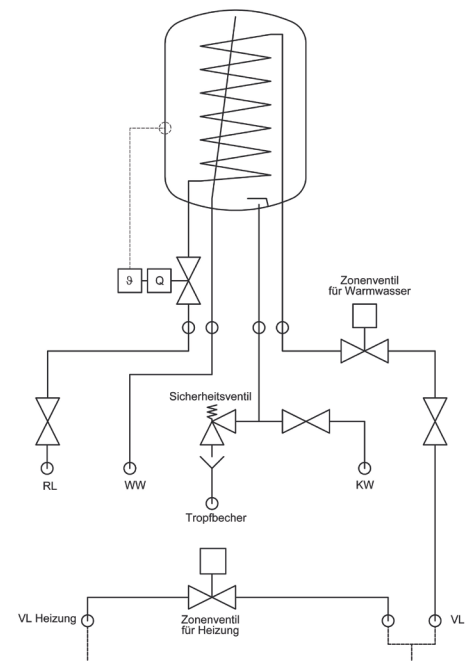 ϑ
Q
Zonenventil
für Warmwasser
Sicherheitsventil
RL
WW
KW
Tropfbecher
VL Heizung
Zonenventil
für Heizung
VL